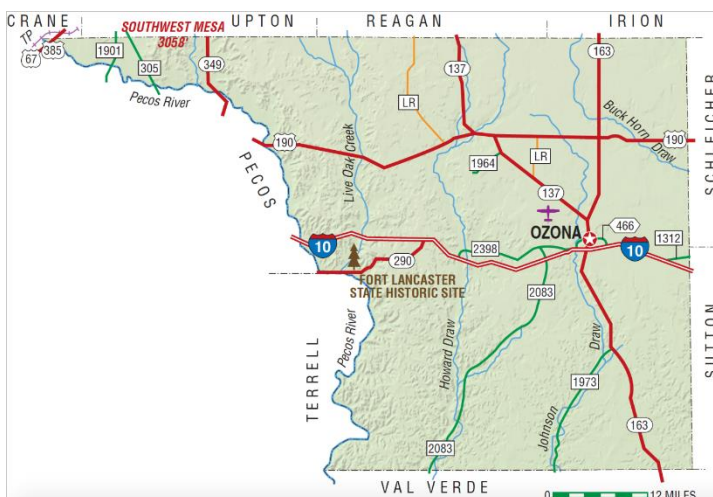 CRANE
UPTON
REAGAN
IRION
TP
67
385
1901
305
SOUTHWEST MESA
3058'
349
137
LR
163
SCHLEICHER
Pecos River
Live Oak Creek
Buck Horn Draw
190
190
PECOS
1964
LR
137
OZONA
466
10
290
2398
10
1312
FORT LANCASTER
STATE HISTORIC SITE
2083
TERRELL
Pecos River
Howard Draw
Johnson Draw
SUTTON
1973
2083
163
VAL VERDE
0
12 MILES